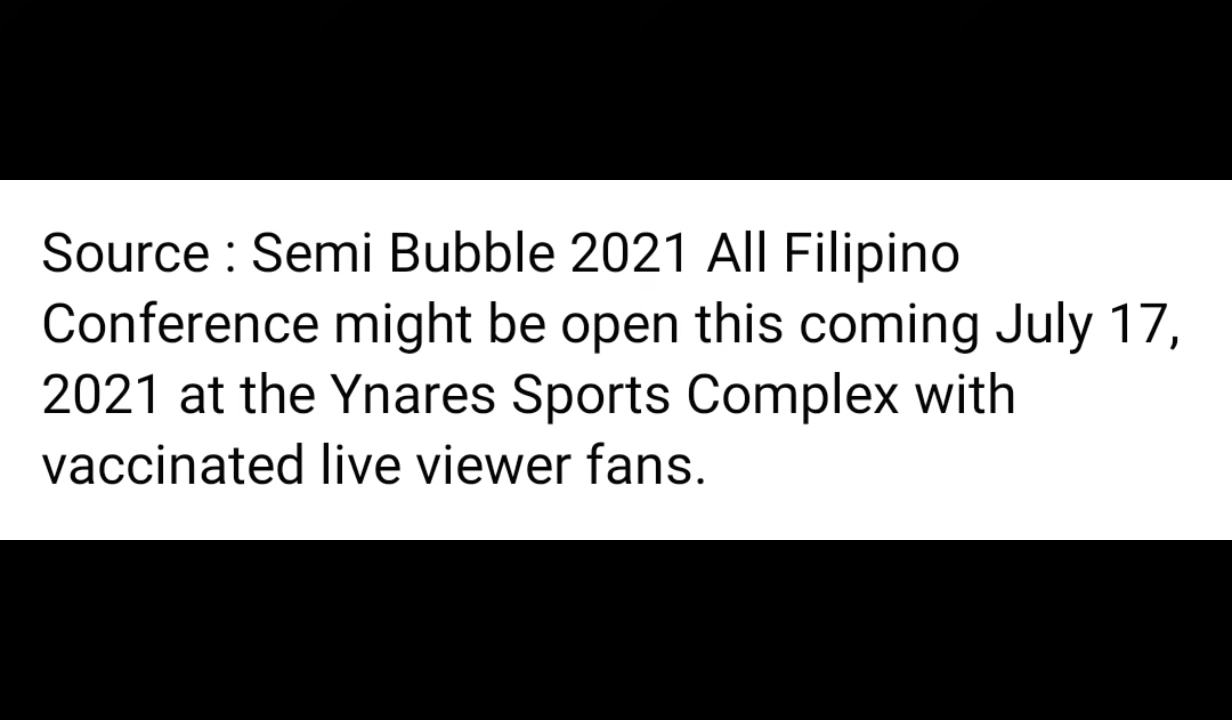 Source : Semi Bubble 2021 All Filipino
Conference might be open this coming July 17,
2021 at the Ynares Sports Complex with
vaccinated live viewer fans.